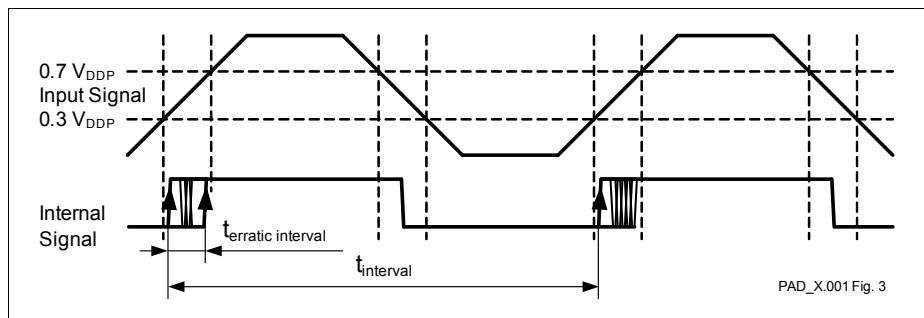 0.7 VDDP
Input Signal
0.3 VDDP
Internal
Signal
terratic interval
tinterval
PAD_X.001 Fig. 3